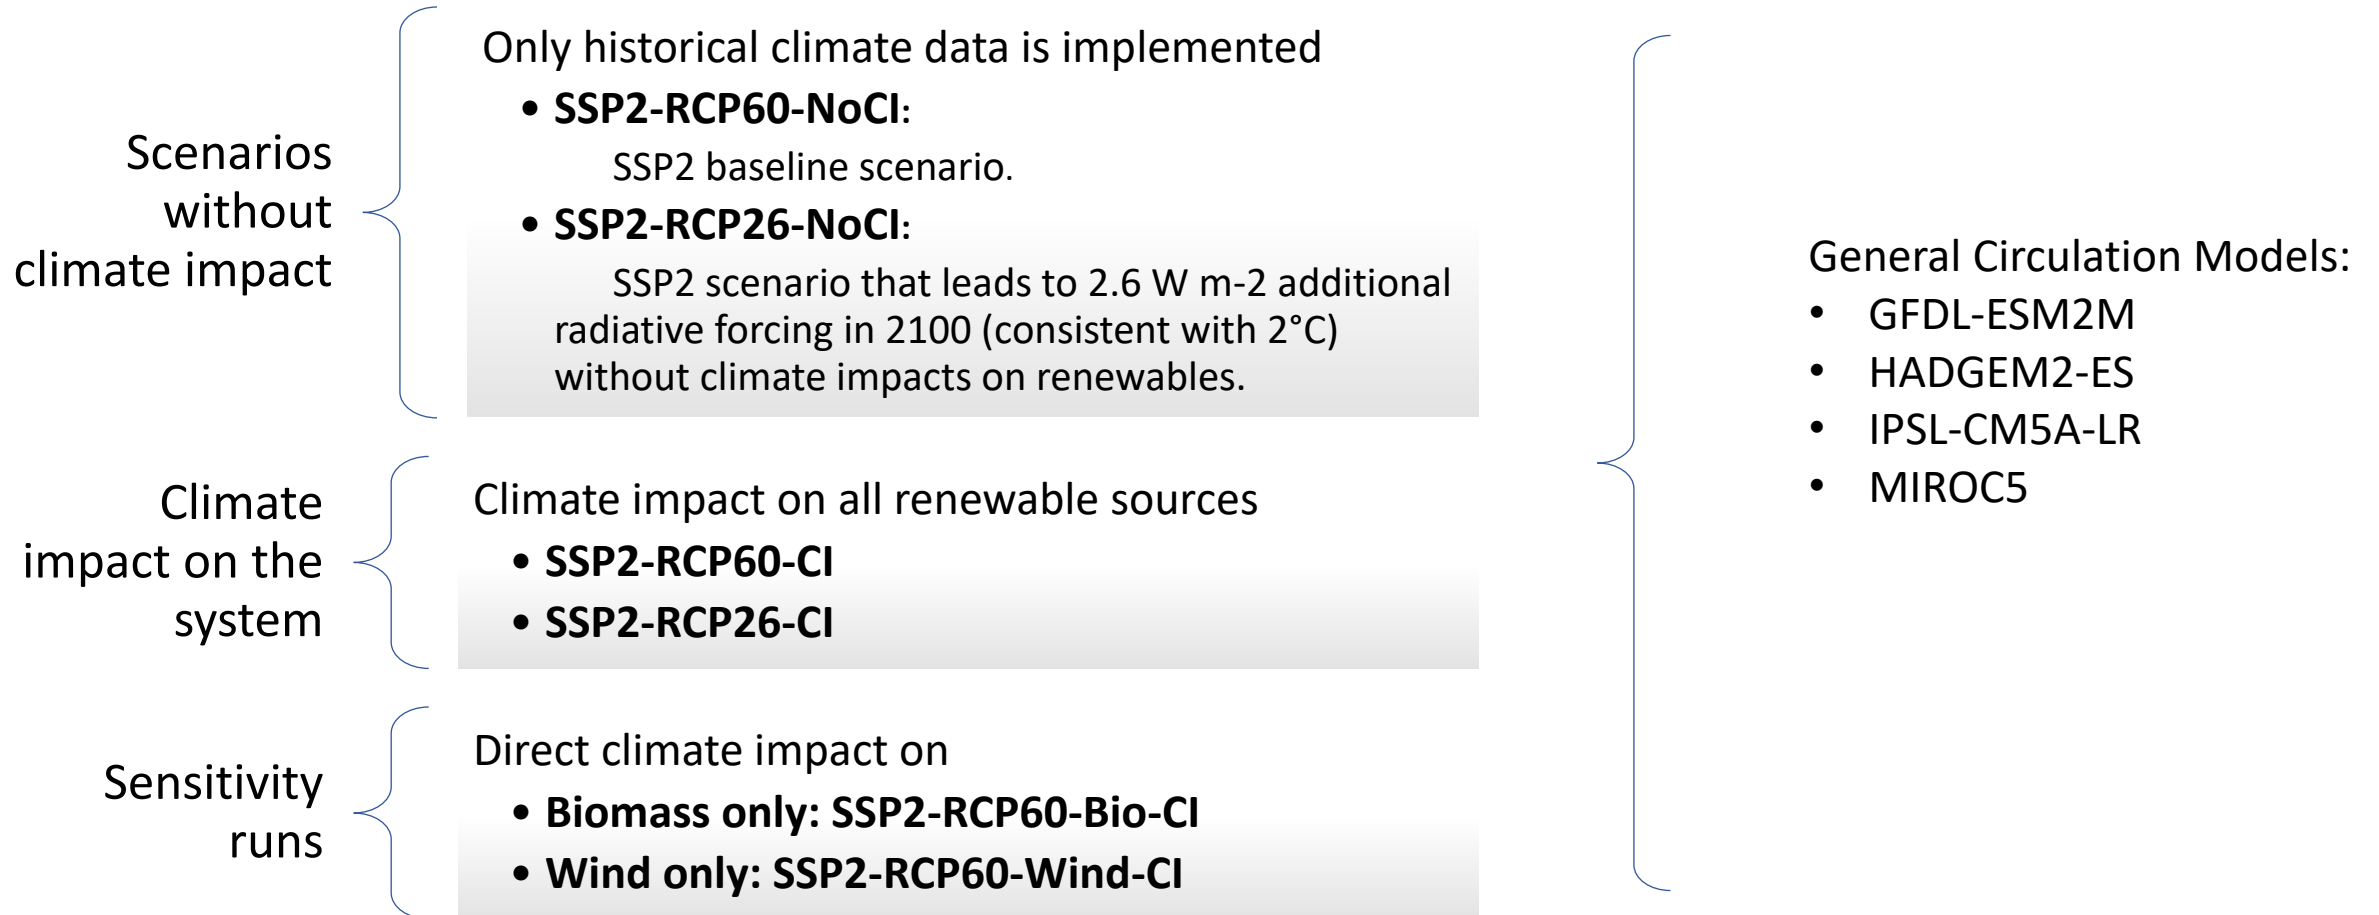 Scenarios
without
climate impact
Only historical climate data is implemented
• SSP2-RCP60-NoCI:
SSP2 baseline scenario.
• SSP2-RCP26-NoCI:
SSP2 scenario that leads to 2.6 W m-2 additional
radiative forcing in 2100 (consistent with 2°C)
without climate impacts on renewables.
Climate
impact on the
system
Climate impact on all renewable sources
• SSP2-RCP60-CI
• SSP2-RCP26-CI
Sensitivity
runs
Direct climate impact on
• Biomass only: SSP2-RCP60-Bio-CI
• Wind only: SSP2-RCP60-Wind-CI
General Circulation Models:
• GFDL-ESM2M
• HADGEM2-ES
• IPSL-CM5A-LR
• MIROC5